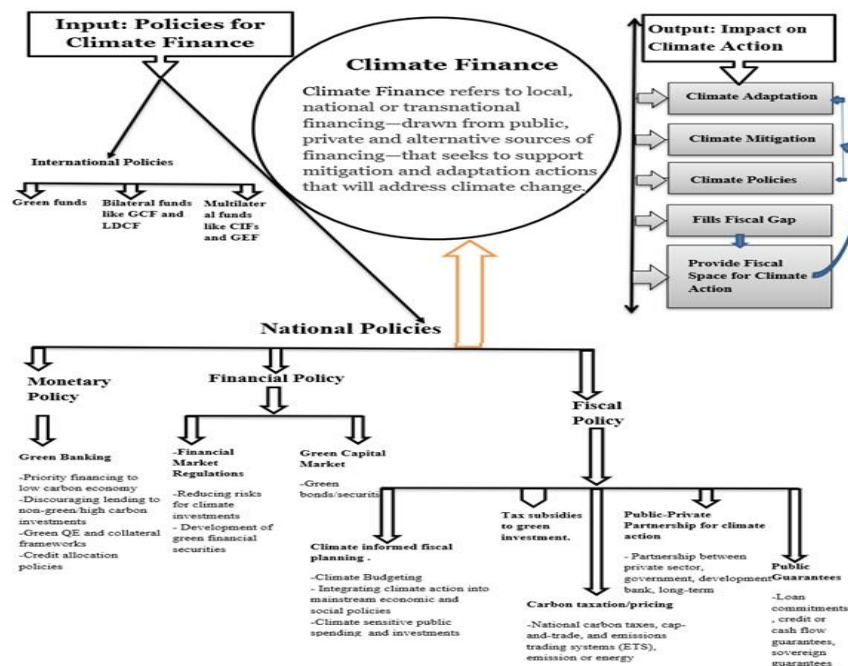 Input: Policies for
Climate Finance
Climate Finance
Climate Finance refers to local,
national or transnational
financing—drawn from public,
private and alternative sources of
financing—that seeks to support
mitigation and adaptation actions
that will address climate change.
Output: Impact on
Climate Action
Climate Adaptation
Climate Mitigation
Climate Policies
Fills Fiscal Gap
Provide Fiscal
Space for Climate
Action
International Policies
Green funds
Bilateral funds
like GCF and
LDCF
Multilater
al funds
like CIFs
and GEF
National Policies
Monetary
Policy
Financial Policy
Fiscal
Policy
Green Banking
-Priority financing to
low carbon economy
-Discouraging lending to
non-green/high carbon
investments
-Green QE and collateral
frameworks
-Credit allocation
policies
-Financial
Market
Regulations
-Reducing risks
for climate
investments
- Development of
green financial
securities
Green Capital
Market
-Green
bonds/securiti
Climate informed fiscal
planning .
-Climate Budgeting
- Integrating climate action into
mainstream economic and
social policies
-Climate sensitive public
spending and investments
Tax subsidies
to green
investment.
Carbon taxation/pricing
-National carbon taxes, cap-
and-trade, and emissions
trading systems (ETS),
emission or energy
Public-Private
Partnership for climate
action
- Partnership between
private sector,
government, development
bank, long-term
Public
Guarantees
- Loan
commitments
, credit or
cash flow
guarantees,
sovereign
guarantees